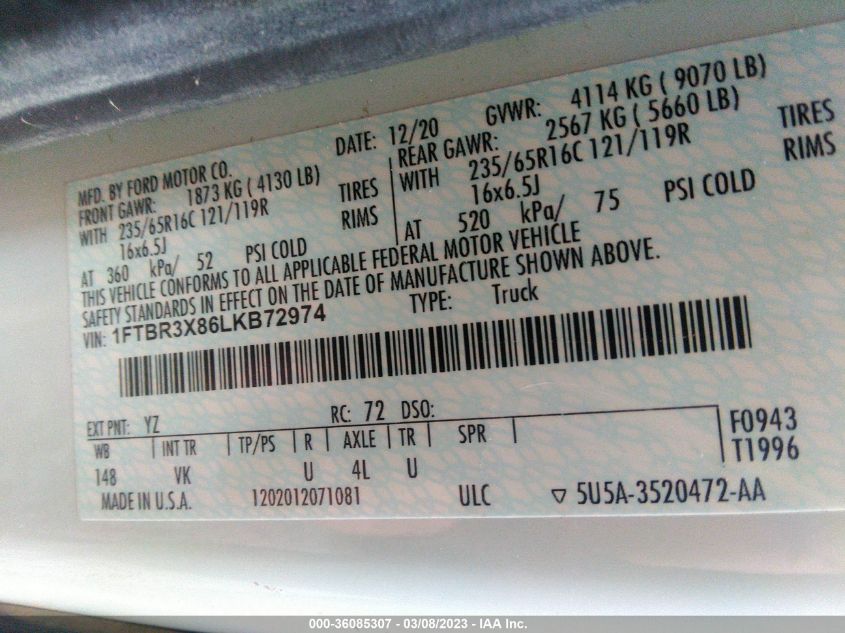 MFD. BY FORD MOTOR CO.
DATE: 12/20
GVWR: 4114 KG ( 9070 LB)
FRONT GAWR: 1873 KG ( 4130 LB)
REAR GAWR: 2567 KG ( 5660 LB)
WITH 235/65R16C 121/119R TIRES
WITH 235/65R16C 121/119R TIRES
16x6.5J RIMS
16x6.5J RIMS
AT 360 kPa/ 52 PSI COLD
AT 520 kPa/ 75 PSI COLD
THIS VEHICLE CONFORMS TO ALL APPLICABLE FEDERAL MOTOR VEHICLE
SAFETY STANDARDS IN EFFECT ON THE DATE OF MANUFACTURE SHOWN ABOVE.
VIN: 1FTBR3X86LKB72974 TYPE: Truck
EXT PNT: YZ RC: 72 DSO:
WB INT TR TP/PS R AXLE TR SPR
148 VK U 4L U
F0943
T1996
MADE IN U.S.A. 1202012071081 ULC 5U5A-3520472-AA
000-36085307 - 03/08/2023 - IAA Inc.